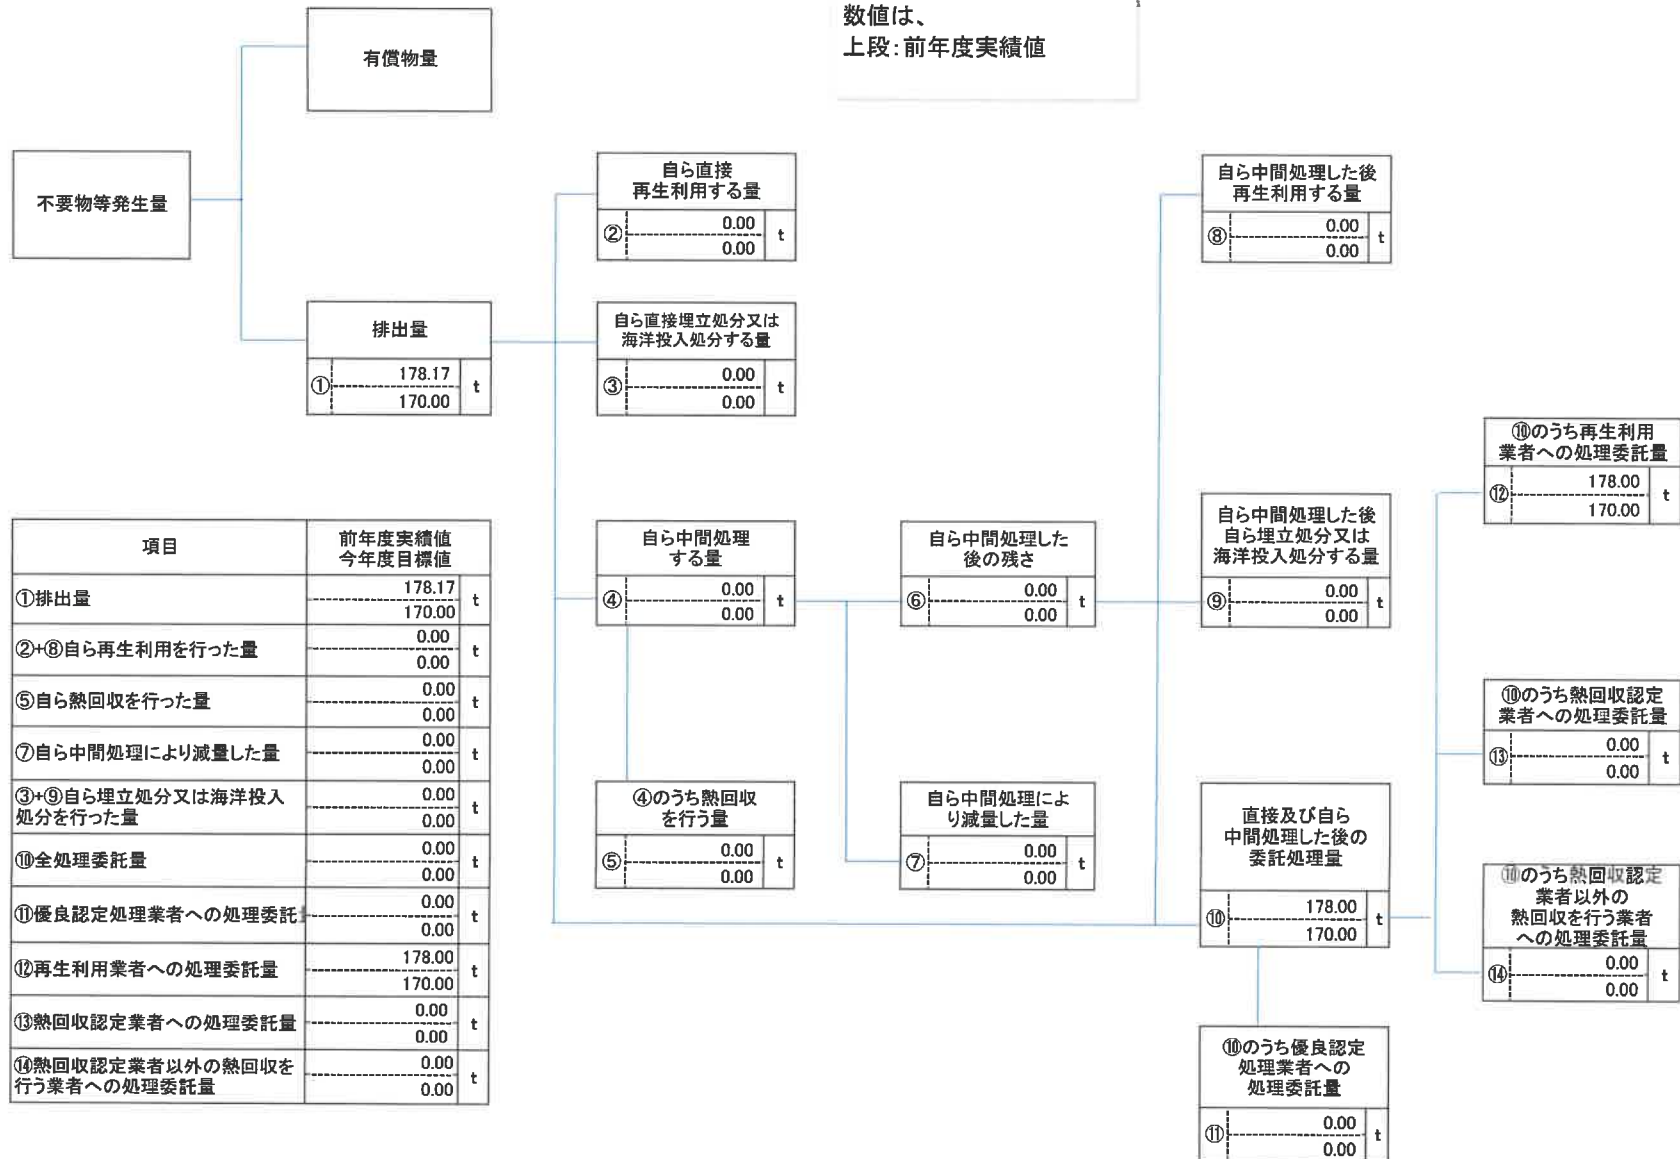 数値は、
上段:前年度実績値
有償物量
不要物等発生量
排出量
① 178.17 t
170.00
自ら直接
再生利用する量
② 0.00 t
0.00
自ら直接埋立処分又は
海洋投入処分する量
③ 0.00 t
0.00
自ら中間処理
する量
④ 0.00 t
0.00
④のうち熱回収
を行う量
⑤ 0.00 t
0.00
自ら中間処理した
後の残さ
⑥ 0.00 t
0.00
自ら中間処理によ
り減量した量
⑦ 0.00 t
0.00
自ら中間処理した後
再生利用する量
⑧ 0.00 t
0.00
自ら中間処理した後
自ら埋立処分又は
海洋投入処分する量
⑨ 0.00 t
0.00
直接及び自ら
中間処理した後の
委託処理量
⑩ 178.00 t
170.00
⑩のうち優良認定
処理業者への
処理委託量
⑪ 0.00 t
0.00
⑩のうち再生利用
業者への処理委託量
⑫ 178.00 t
170.00
⑩のうち熱回収認定
業者への処理委託量
⑬ 0.00 t
0.00
⑩のうち熱回収認定
業者以外の
熱回収を行う業者
への処理委託量
⑭ 0.00 t
0.00
項目 前年度実績値
今年度目標値
①排出量 178.17 t
170.00
②+⑧自ら再生利用を行った量 0.00 t
0.00
⑤自ら熱回収を行った量 0.00 t
0.00
⑦自ら中間処理により減量した量 0.00 t
0.00
③+⑨自ら埋立処分又は海洋投入
処分を行った量 0.00 t
0.00
⑩全処理委託量 0.00 t
0.00
⑪優良認定処理業者への処理委託 0.00 t
0.00
⑫再生利用業者への処理委託量 178.00 t
170.00
⑬熱回収認定業者への処理委託量 0.00 t
0.00
⑭熱回収認定業者以外の熱回収を
行う業者への処理委託量 0.00 t
0.00